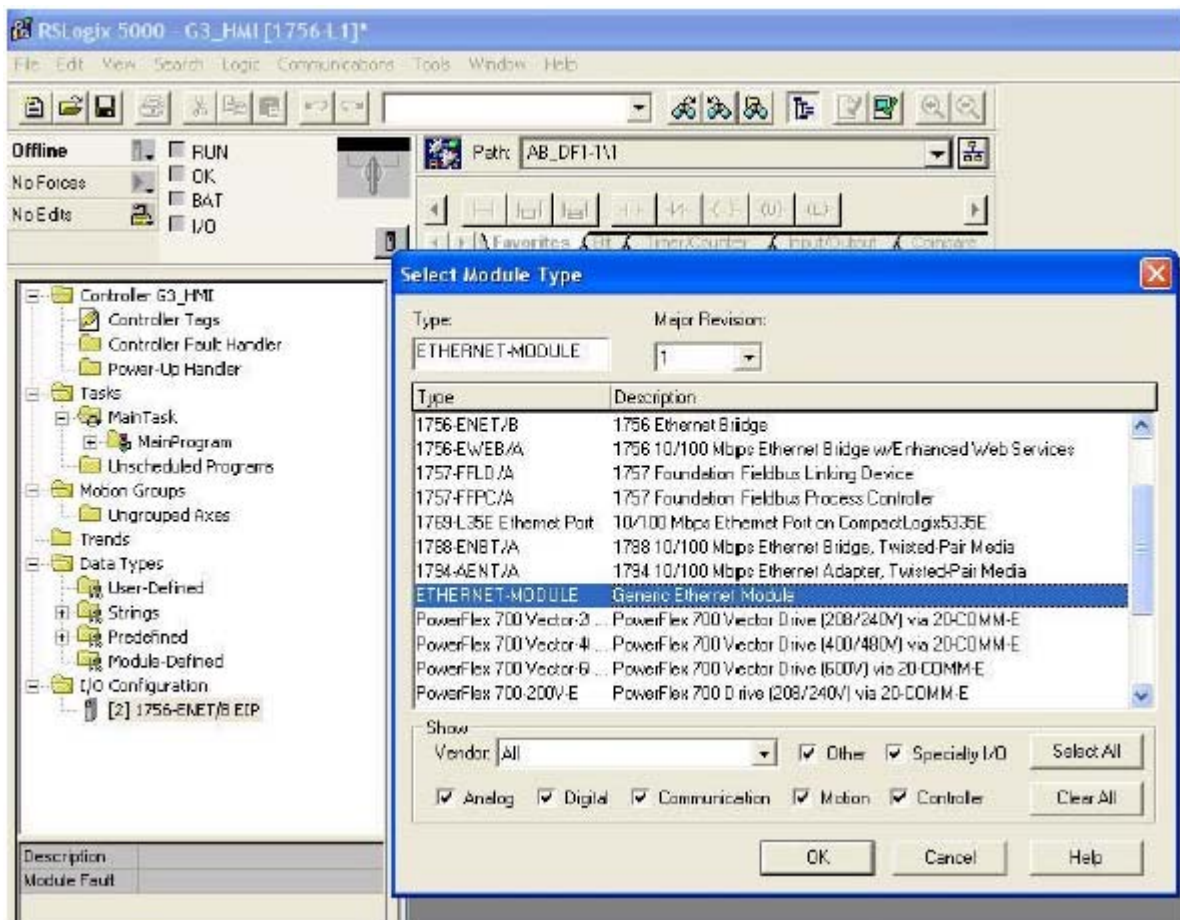 RSLogix 5000 - G3_HMI [1756-L1]*
File Edit View Search Logic Communications Tools Window Help
Offline
RUN
No Forces
OK
No Edits
BAT
I/O
Path: AB_DF1-1\1
Favorites Bit Timer/Counter Input/Output Compare
Controller G3_HMI
Controller Tags
Controller Fault Handler
Power-Up Handler
Tasks
MainTask
MainProgram
Unscheduled Programs
Motion Groups
Ungrouped Axes
Trends
Data Types
User-Defined
Strings
Predefined
Module-Defined
I/O Configuration
[2] 1756-ENET/B EIP
Description
Module Fault
Select Module Type
Type: Major Revision:
ETHERNET-MODULE 1
Type Description
1756-ENET/B 1756 Ethernet Bridge
1756-EWEB/A 1756 10/100 Mbps Ethernet Bridge w/Enhanced Web Services
1757-FFLD/A 1757 Foundation Fieldbus Linking Device
1757-FFPC/A 1757 Foundation Fieldbus Process Controller
1769-L35E Ethernet Port 10/100 Mbps Ethernet Port on CompactLogix5335E
1788-ENBT/A 1788 10/100 Mbps Ethernet Bridge, Twisted-Pair Media
1794-AENT/A 1794 10/100 Mbps Ethernet Adapter, Twisted-Pair Media
ETHERNET-MODULE Generic Ethernet Module
PowerFlex 700 Vector-2... PowerFlex 700 Vector Drive (208/240V) via 20-COMM-E
PowerFlex 700 Vector-4... PowerFlex 700 Vector Drive (400/480V) via 20-COMM-E
PowerFlex 700 Vector-6... PowerFlex 700 Vector Drive (600V) via 20-COMM-E
PowerFlex 700-200V-E PowerFlex 700 Drive (208/240V) via 20-COMM-E
Show
Vendor: All Other Specialty I/O Select All
Analog Digital Communication Motion Controller Clear All
OK Cancel Help